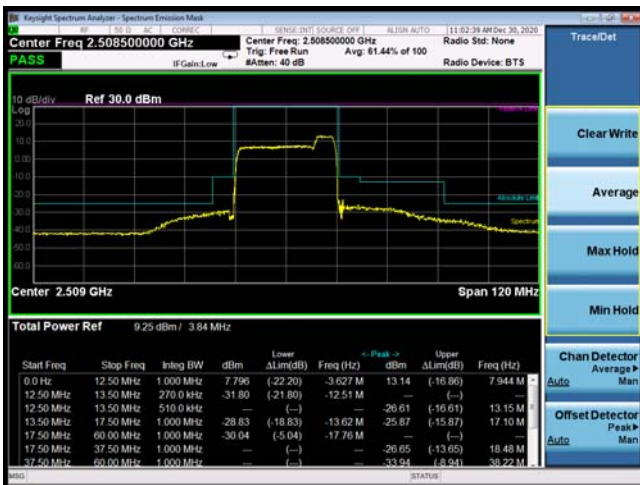 Keysight Spectrum Analyzer - Spectrum Emission Mask
RF 50 Ω AC CORREC SENSE:INT SOURCE OFF ALIGN AUTO 11:02:39 AM Dec 30, 2020
Center Freq 2.508500000 GHz Center Freq: 2.508500000 GHz Radio Std: None
Trig: Free Run Avg: 61.44% of 100
PASS IFGain:Low #Atten: 40 dB Radio Device: BTS
Trace/Det
10 dB/div Ref 30.0 dBm
Log
20.0
10.0
0.00
Absolute Limit
Spectrum
Center 2.509 GHz Span 120 MHz
Clear Write
Average
Max Hold
Min Hold
Chan Detector
Average
Auto Man
Offset Detector
Peak
Auto Man
Total Power Ref 9.25 dBm / 3.84 MHz
Lower <- Peak -> Upper
Start Freq Stop Freq Integ BW dBm ΔLim(dB) Freq (Hz) dBm ΔLim(dB) Freq (Hz)
0.0 Hz 12.50 MHz 1.000 MHz 7.796 (-22.20) -3.627 M 13.14 (-16.86) 7.944 M
12.50 MHz 13.50 MHz 270.0 kHz -31.80 (-21.80) -12.51 M --- (---)
12.50 MHz 13.50 MHz 510.0 kHz --- (---) -26.61 (-16.61) 13.15 M
13.50 MHz 17.50 MHz 1.000 MHz -28.83 (-18.83) -13.62 M -25.87 (-15.87) 17.10 M
17.50 MHz 60.00 MHz 1.000 MHz -30.04 (-5.04) -17.76 M --- (---)
17.50 MHz 37.50 MHz 1.000 MHz --- (---) -26.65 (-13.65) 18.48 M
37.50 MHz 60.00 MHz 1.000 MHz --- (---) -33.94 (-8.94) 38.22 M
MSG STATUS